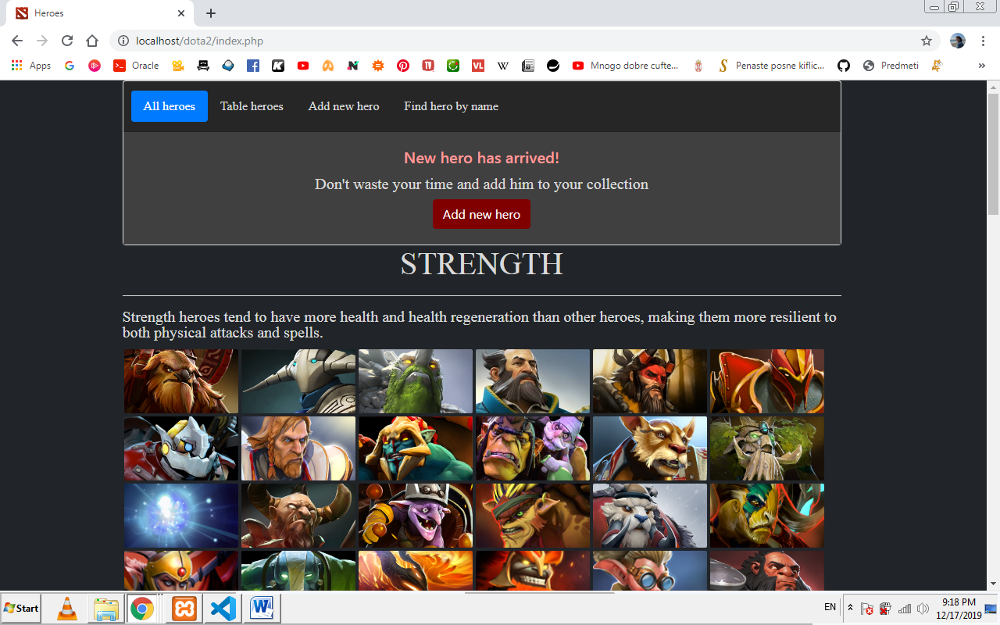 Heroes
localhost/dota2/index.php
Apps
Oracle
Mnogo dobre cufte...
Penaste posne kiflic...
Predmeti
All heroes
Table heroes
Add new hero
Find hero by name
New hero has arrived!
Don't waste your time and add him to your collection
Add new hero
STRENGTH
Strength heroes tend to have more health and health regeneration than other heroes, making them more resilient to
both physical attacks and spells.
Start
EN
9:18 PM
12/17/2019